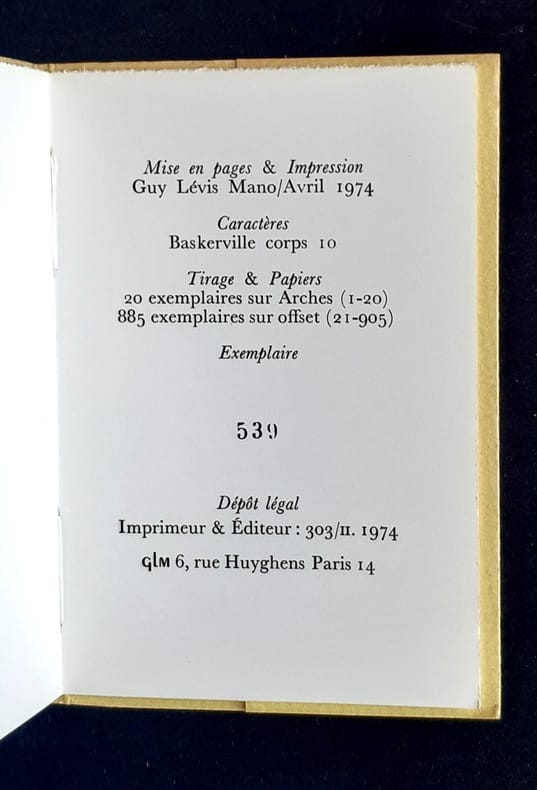 Mise en pages & Impression
Guy Lévis Mano/Avril 1974
Caractères
Baskerville corps 10
Tirage & Papiers
20 exemplaires sur Arches (1-20)
885 exemplaires sur offset (21-905)
Exemplaire
539
Dépôt légal
Imprimeur & Éditeur : 303/II. 1974
GLM 6, rue Huyghens Paris 14